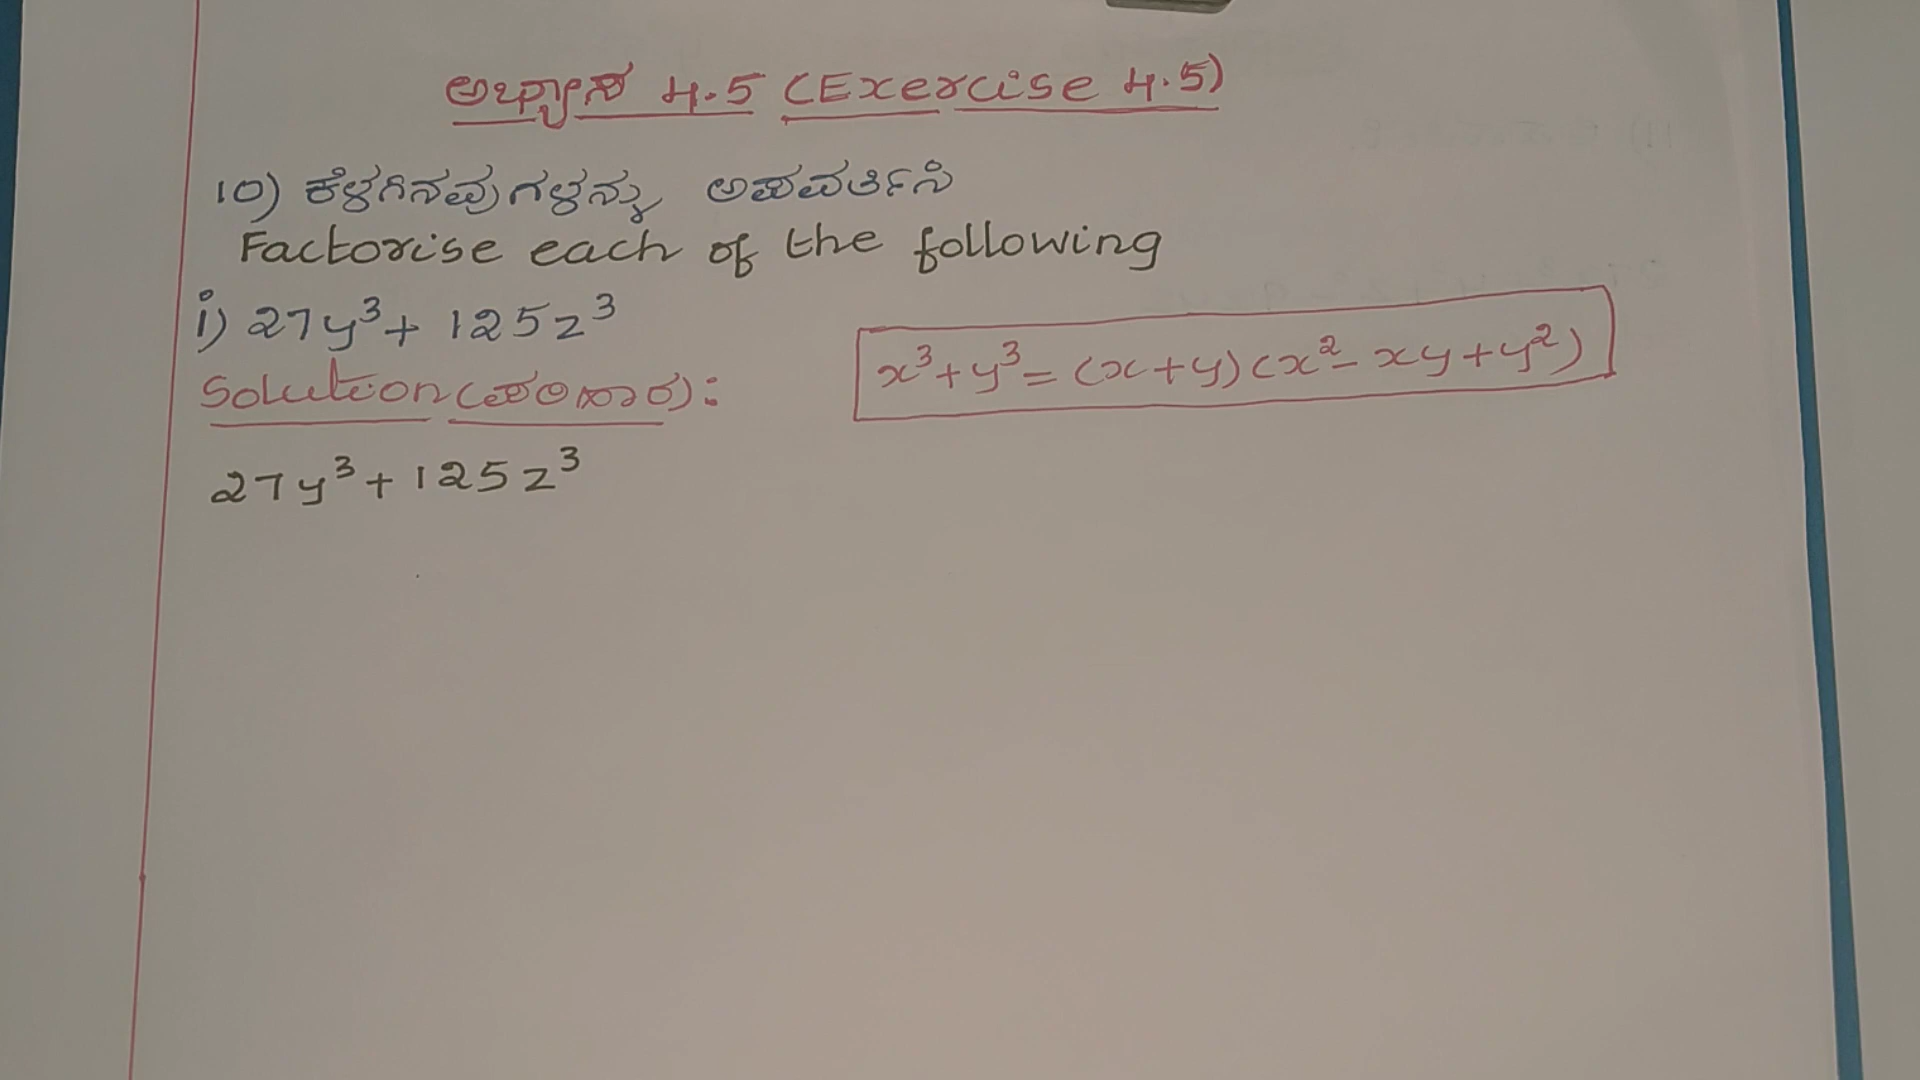 ಅಭ್ಯಾಸ 4.5 (Exercise 4.5)
10) ಕೆಳಗಿನವುಗಳನ್ನು ಅಪವರ್ತಿಸಿ
Factorise each of the following
i) 27y³ + 125z³
x³ + y³ = (x + y) (x² - xy + y²)
Solution (ಪರಿಹಾರ) :
27y³ + 125z³